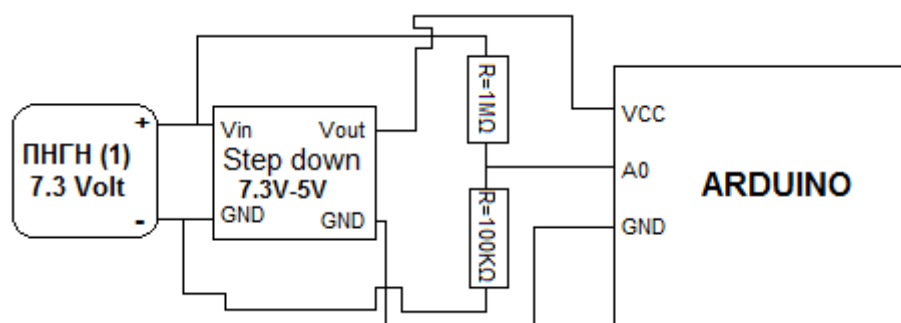 +
ΠΗΓΗ (1)
7.3 Volt
-
Vin
Vout
Step down
7.3V-5V
GND
GND
R=1MΩ
R=100KΩ
VCC
A0
GND
ARDUINO